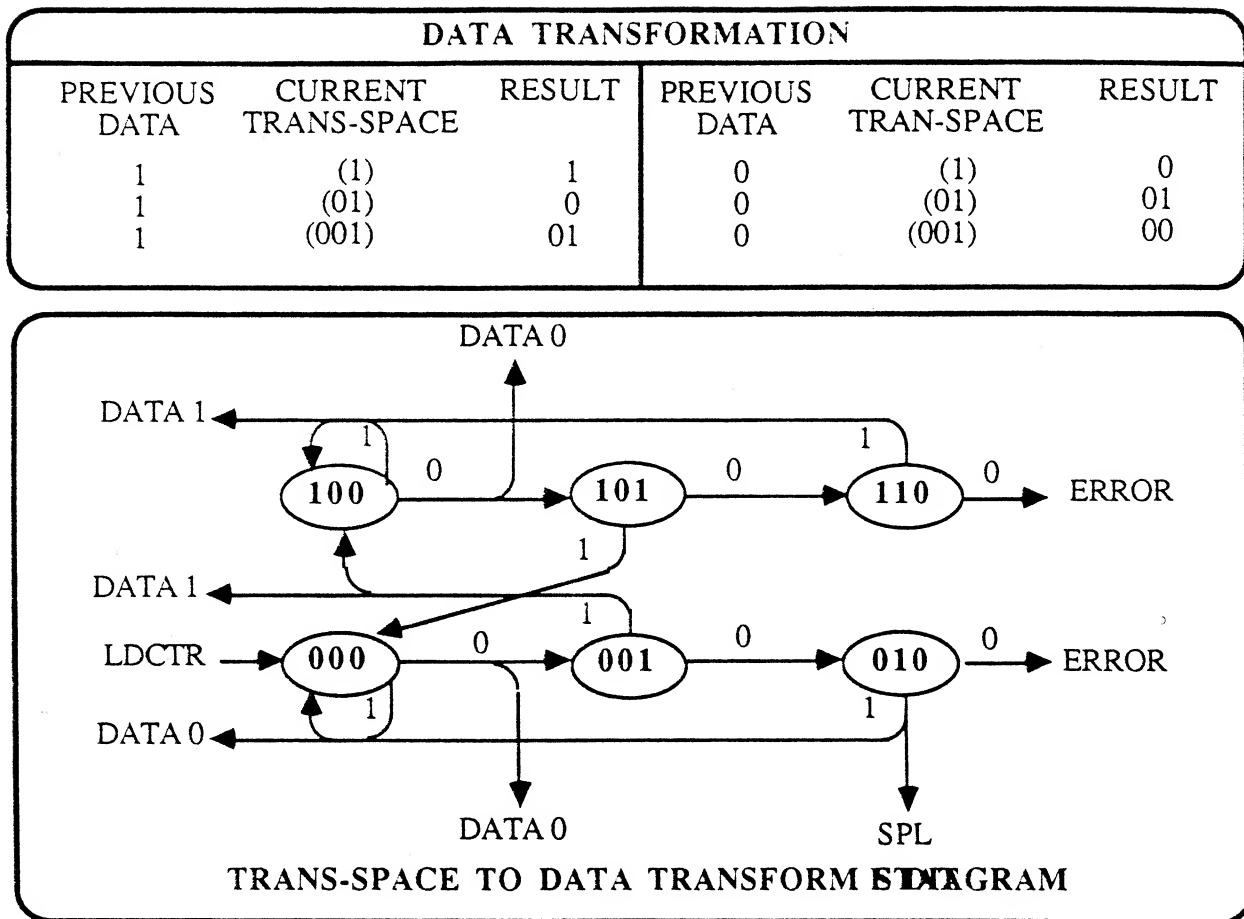 DATA TRANSFORMATION
PREVIOUS DATA CURRENT TRANS-SPACE RESULT PREVIOUS DATA CURRENT TRAN-SPACE RESULT
1 (1) 1 0 (1) 0
1 (01) 0 0 (01) 01
1 (001) 01 0 (001) 00
DATA 0
DATA 1
1
1
0
0
0
100
101
110
ERROR
1
DATA 1
1
0
0
0
LDCTR
000
001
010
ERROR
1
1
DATA 0
DATA 0
SPL
TRANS-SPACE TO DATA TRANSFORM DIAGRAM